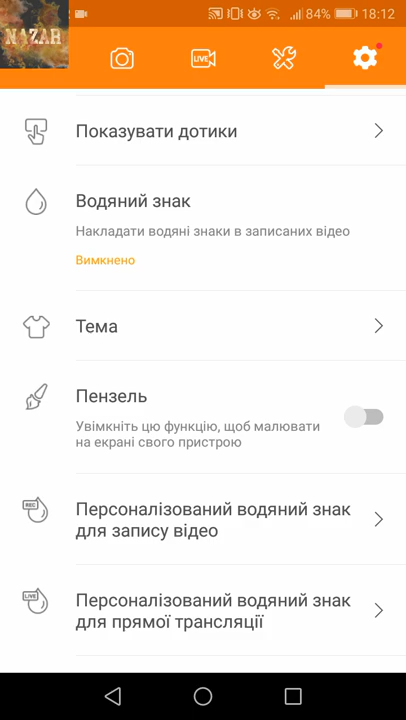 84% 18:12
NAZAR
LIVE
Показувати дотики
Водяний знак
Накладати водяні знаки в записаних відео
Вимкнено
Тема
Пензель
Увімкніть цю функцію, щоб малювати
на екрані свого пристрою
REC
Персоналізований водяний знак
для запису відео
LIVE
Персоналізований водяний знак
для прямої трансляції